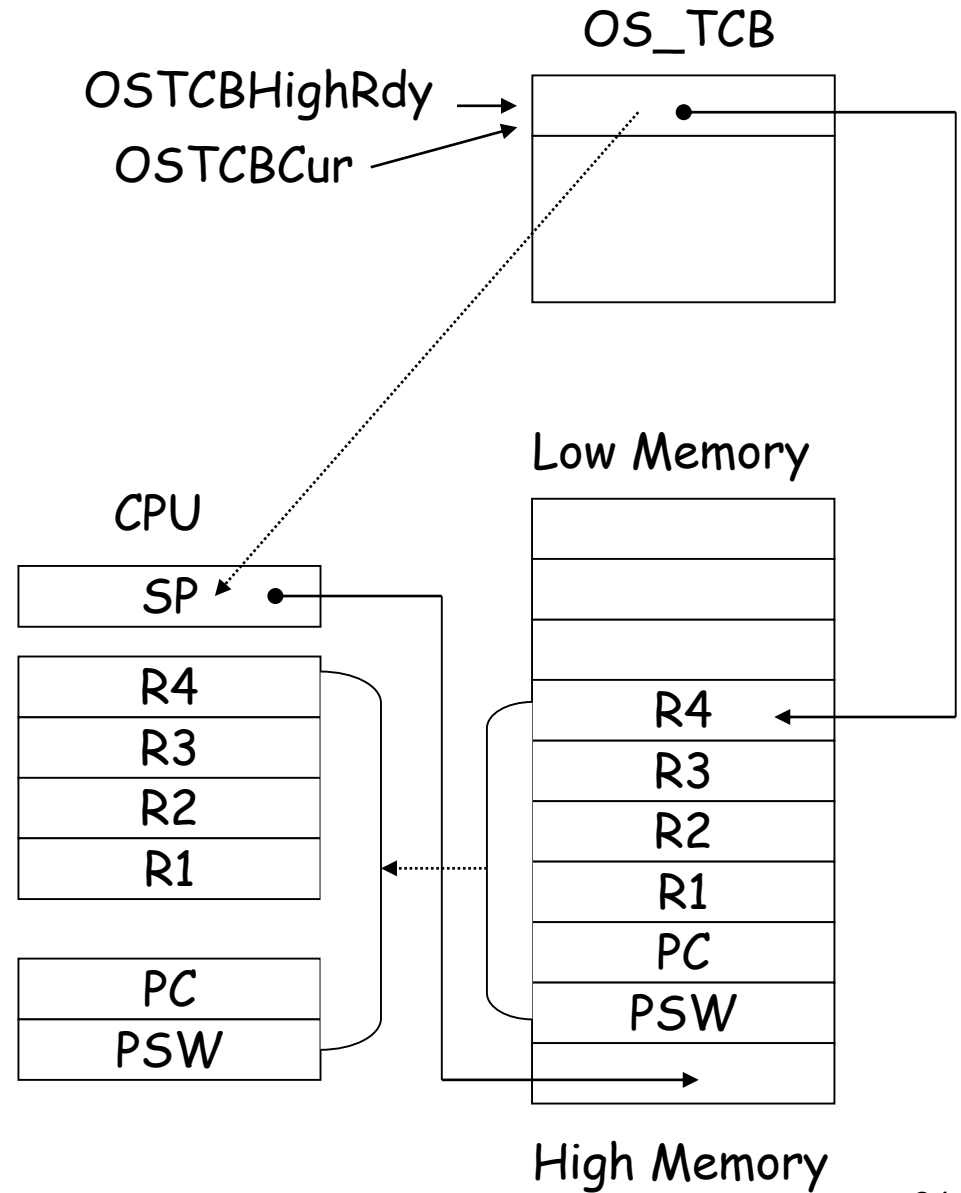 OS_TCB
OSTCBHighRdy
OSTCBCur
Low Memory
CPU
SP
R4
R3
R2
R1
PC
PSW
R4
R3
R2
R1
PC
PSW
High Memory